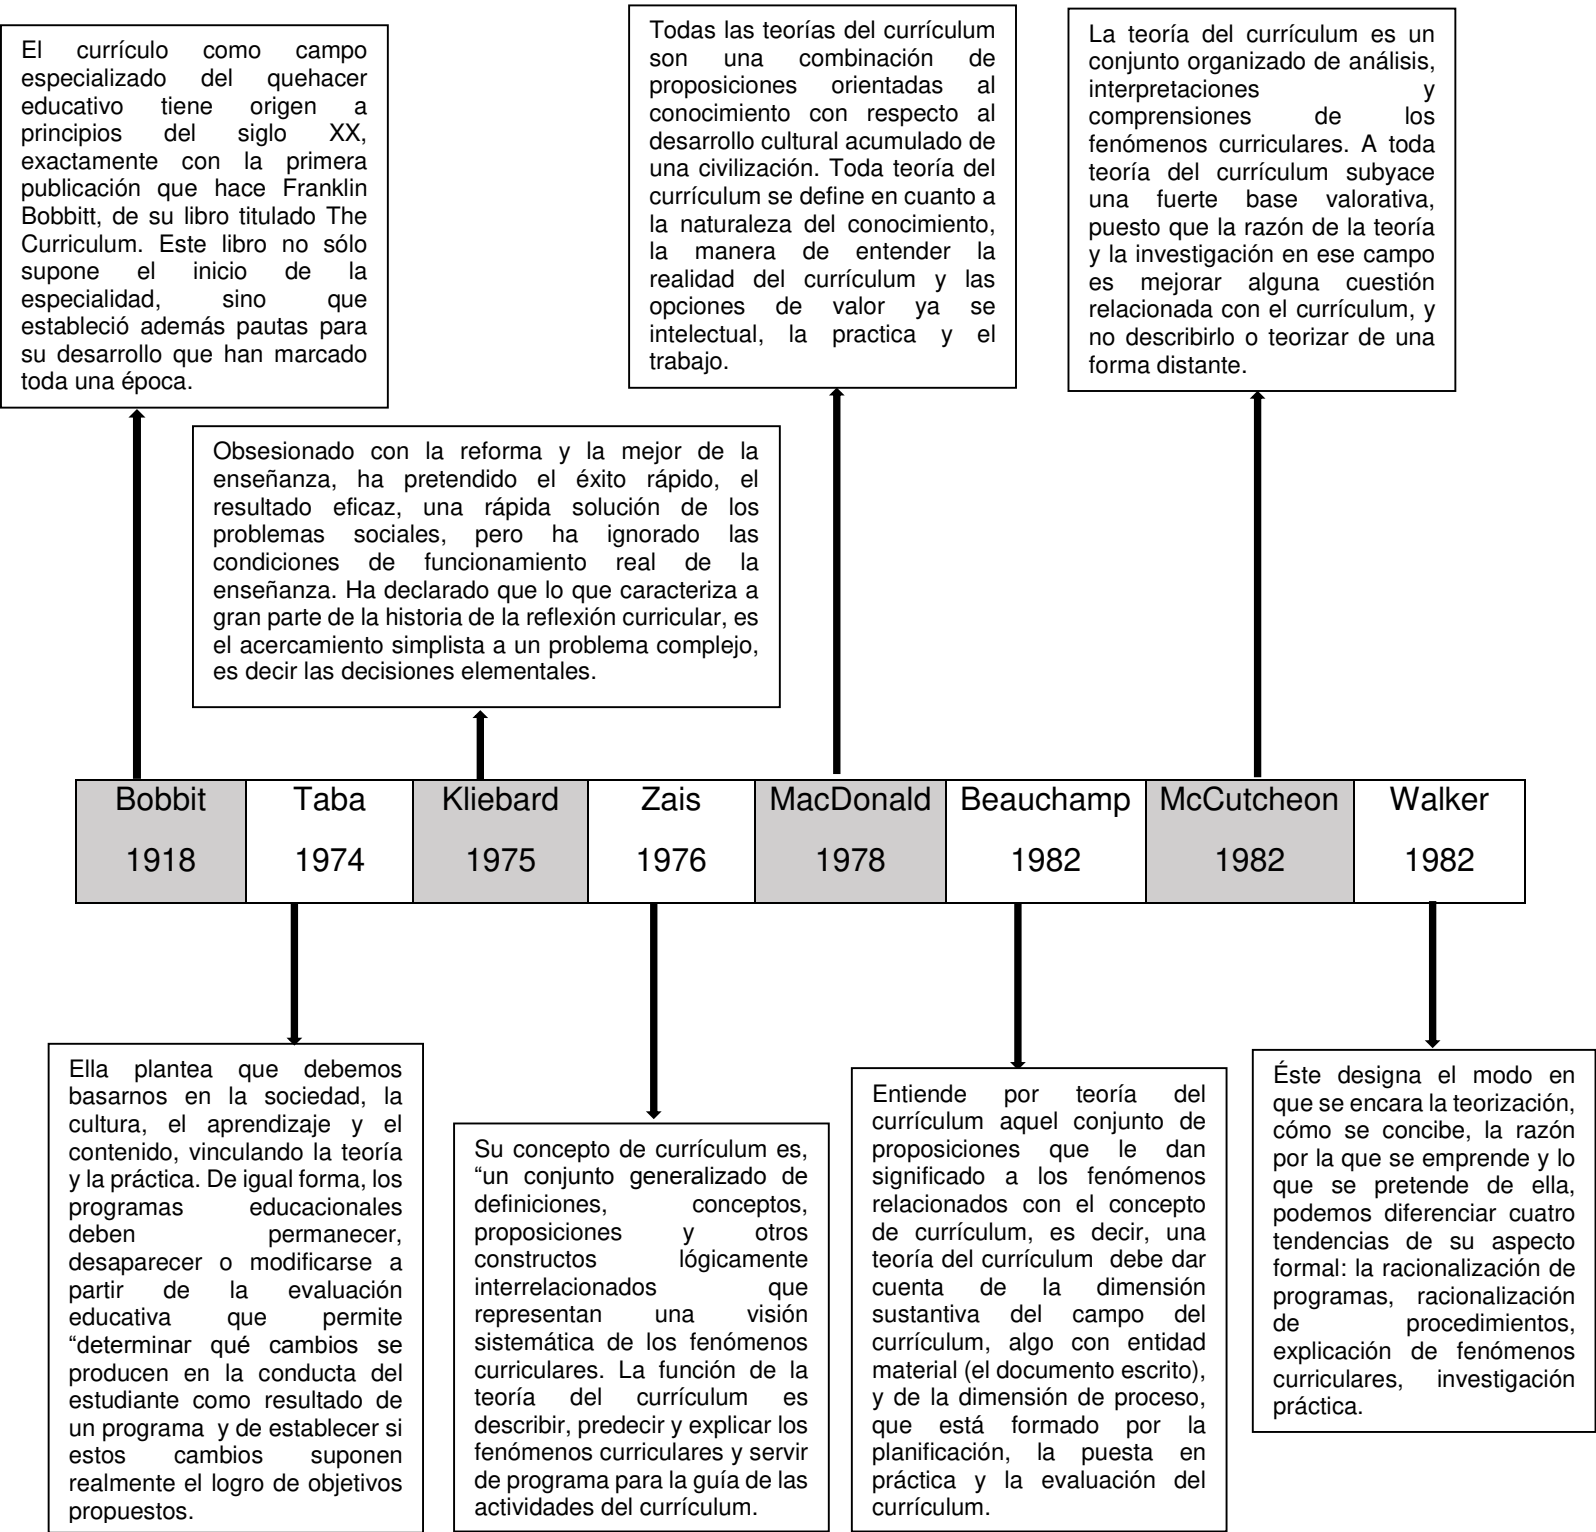 El currículo como campo
especializado del quehacer
educativo tiene origen a
principios del siglo XX,
exactamente con la primera
publicación que hace Franklin
Bobbitt, de su libro titulado The
Curriculum. Este libro no sólo
supone el inicio de la
especialidad, sino que
estableció además pautas para
su desarrollo que han marcado
toda una época.
Todas las teorías del currículum
son una combinación de
proposiciones orientadas al
conocimiento con respecto al
desarrollo cultural acumulado de
una civilización. Toda teoría del
currículum se define en cuanto a
la naturaleza del conocimiento,
la manera de entender la
realidad del currículum y las
opciones de valor ya se
intelectual, la practica y el
trabajo.
La teoría del currículum es un
conjunto organizado de análisis,
interpretaciones y
comprensiones de los
fenómenos curriculares. A toda
teoría del currículum subyace
una fuerte base valorativa,
puesto que la razón de la teoría
y la investigación en ese campo
es mejorar alguna cuestión
relacionada con el currículum, y
no describirlo o teorizar de una
forma distante.
Obsesionado con la reforma y la mejor de la
enseñanza, ha pretendido el éxito rápido, el
resultado eficaz, una rápida solución de los
problemas sociales, pero ha ignorado las
condiciones de funcionamiento real de la
enseñanza. Ha declarado que lo que caracteriza a
gran parte de la historia de la reflexión curricular, es
el acercamiento simplista a un problema complejo,
es decir las decisiones elementales.
Bobbit Taba Kliebard Zais MacDonald Beauchamp McCutcheon Walker
1918 1974 1975 1976 1978 1982 1982 1982
Ella plantea que debemos
basarnos en la sociedad, la
cultura, el aprendizaje y el
contenido, vinculando la teoría
y la práctica. De igual forma, los
programas educacionales
deben permanecer,
desaparecer o modificarse a
partir de la evaluación
educativa que permite
“determinar qué cambios se
producen en la conducta del
estudiante como resultado de
un programa y de establecer si
estos cambios suponen
realmente el logro de objetivos
propuestos.
Su concepto de currículum es,
“un conjunto generalizado de
definiciones, conceptos,
proposiciones y otros
constructos lógicamente
interrelacionados que
representan una visión
sistemática de los fenómenos
curriculares. La función de la
teoría del currículum es
describir, predecir y explicar los
fenómenos curriculares y servir
de programa para la guía de las
actividades del currículum.
Entiende por teoría del
currículum aquel conjunto de
proposiciones que le dan
significado a los fenómenos
relacionados con el concepto
de currículum, es decir, una
teoría del currículum debe dar
cuenta de la dimensión
sustantiva del campo del
currículum, algo con entidad
material (el documento escrito),
y de la dimensión de proceso,
que está formado por la
planificación, la puesta en
práctica y la evaluación del
currículum.
Éste designa el modo en
que se encara la teorización,
cómo se concibe, la razón
por la que se emprende y lo
que se pretende de ella,
podemos diferenciar cuatro
tendencias de su aspecto
formal: la racionalización de
programas, racionalización
de procedimientos,
explicación de fenómenos
curriculares, investigación
práctica.